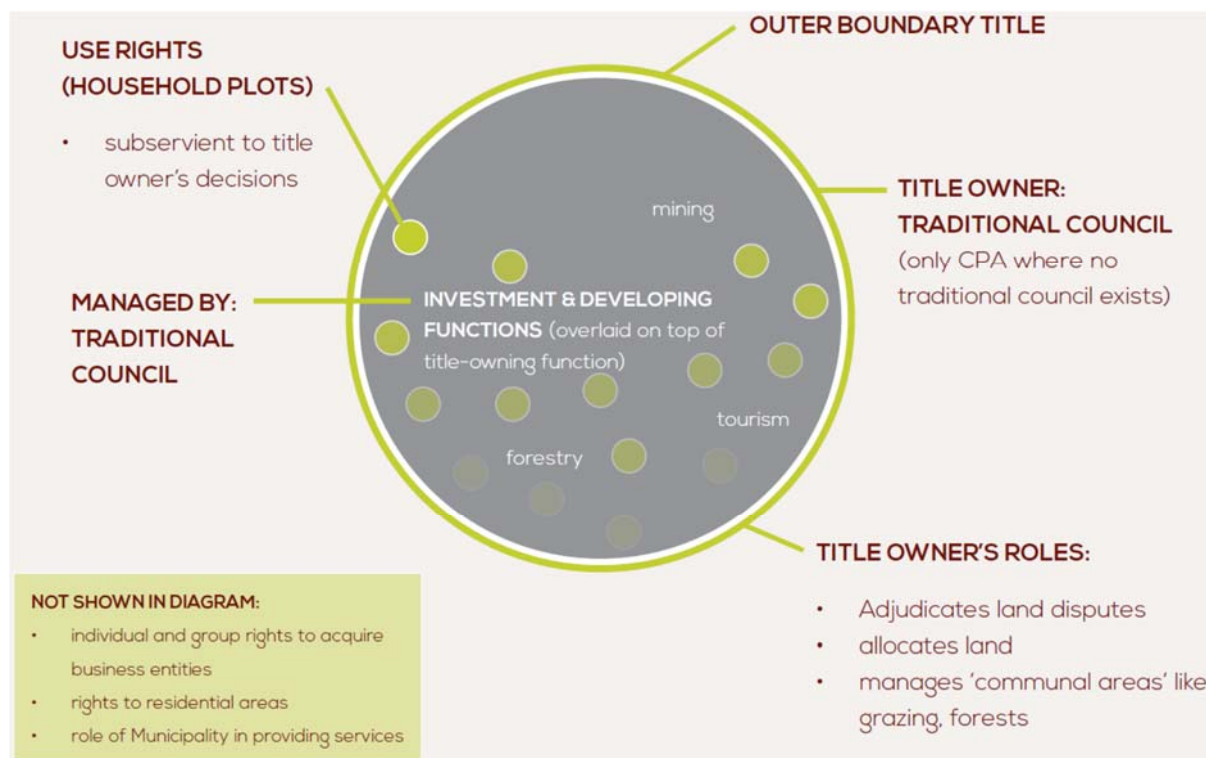 OUTER BOUNDARY TITLE
USE RIGHTS
(HOUSEHOLD PLOTS)
• subservient to title
owner's decisions
mining
TITLE OWNER:
TRADITIONAL COUNCIL
(only CPA where no
traditional council exists)
MANAGED BY:
TRADITIONAL
COUNCIL
INVESTMENT & DEVELOPING
FUNCTIONS (overlaid on top of
title-owning function)
tourism
forestry
TITLE OWNER'S ROLES:
• Adjudicates land disputes
• allocates land
• manages 'communal areas' like
grazing, forests
NOT SHOWN IN DIAGRAM:
• individual and group rights to acquire
business entities
• rights to residential areas
• role of Municipality in providing services